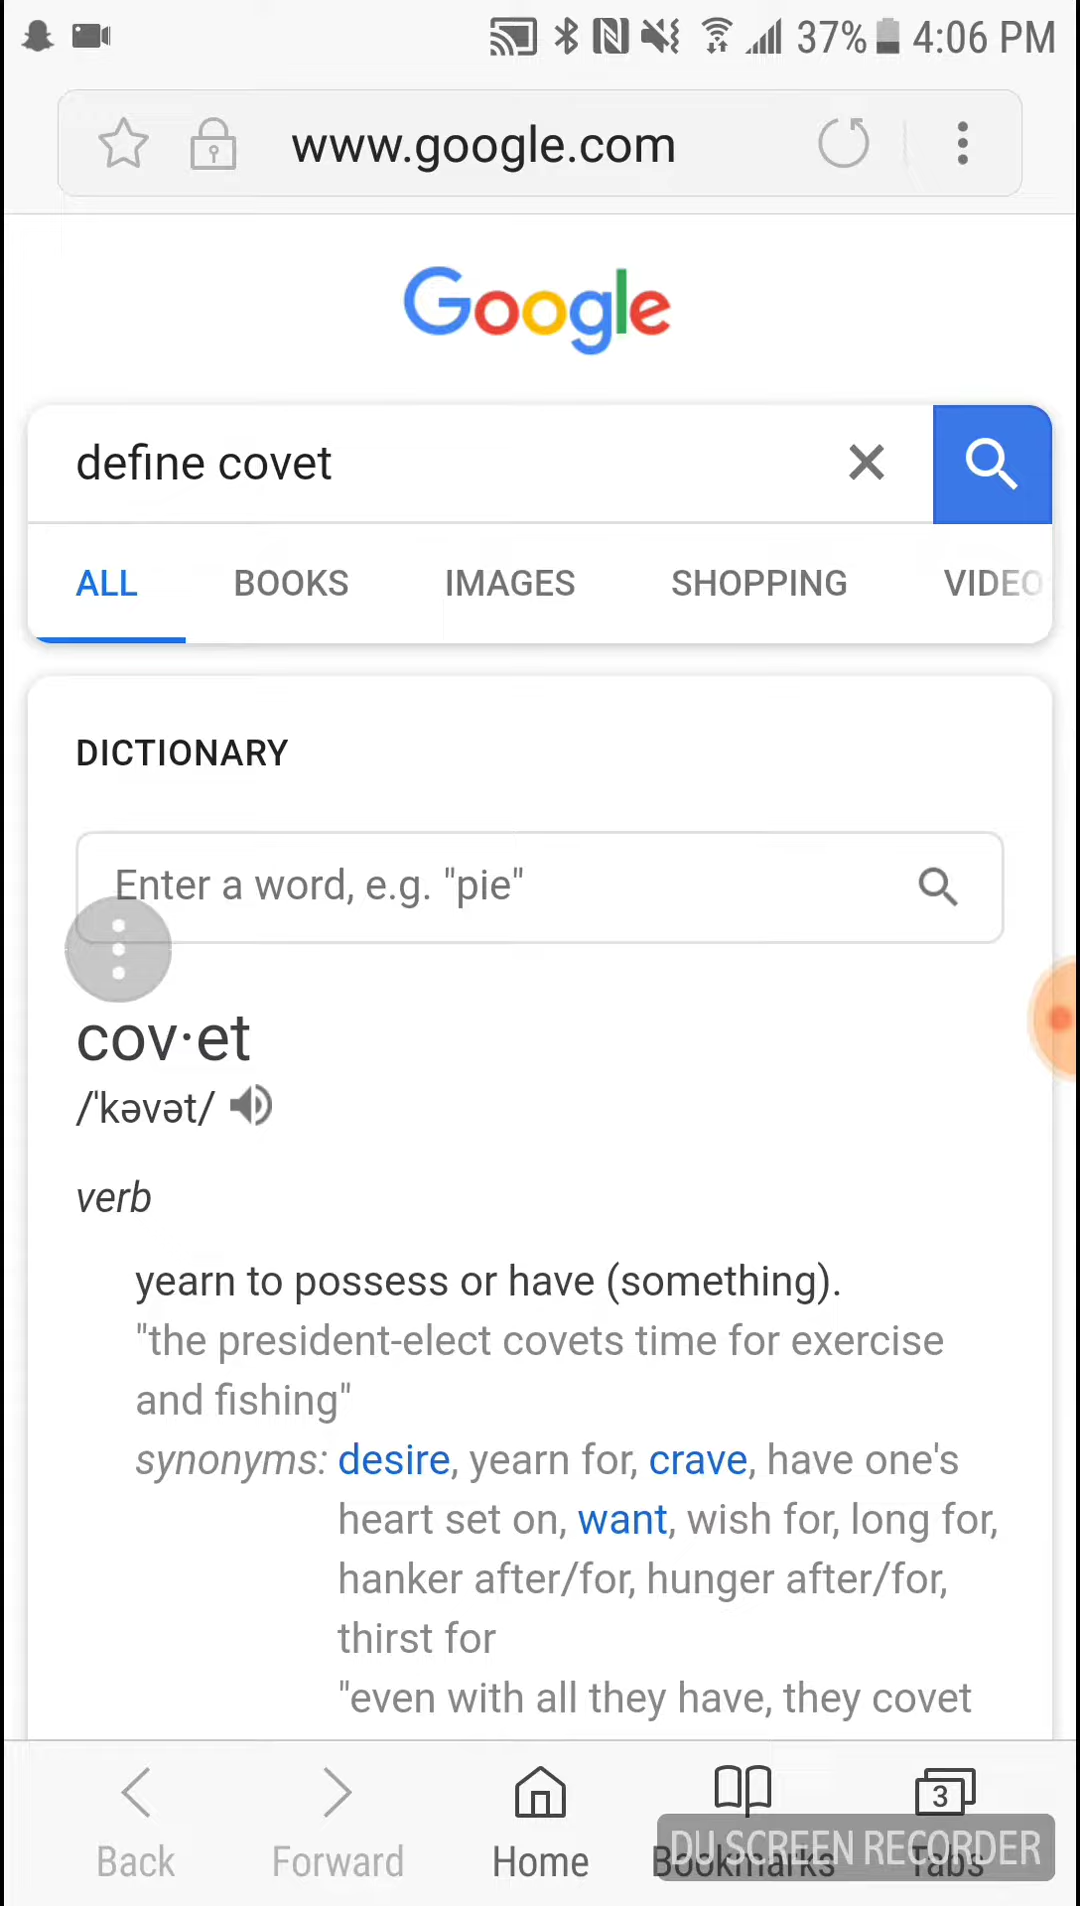 37% 4:06 PM
www.google.com
Google
define covet
ALL BOOKS IMAGES SHOPPING VIDEO
DICTIONARY
Enter a word, e.g. "pie"
cov·et
/ˈkəvət/
verb
yearn to possess or have (something).
"the president-elect covets time for exercise
and fishing"
synonyms: desire, yearn for, crave, have one's
heart set on, want, wish for, long for,
hanker after/for, hunger after/for,
thirst for
"even with all they have, they covet
3
Back Forward Home Bookmarks Tabs
DU SCREEN RECORDER